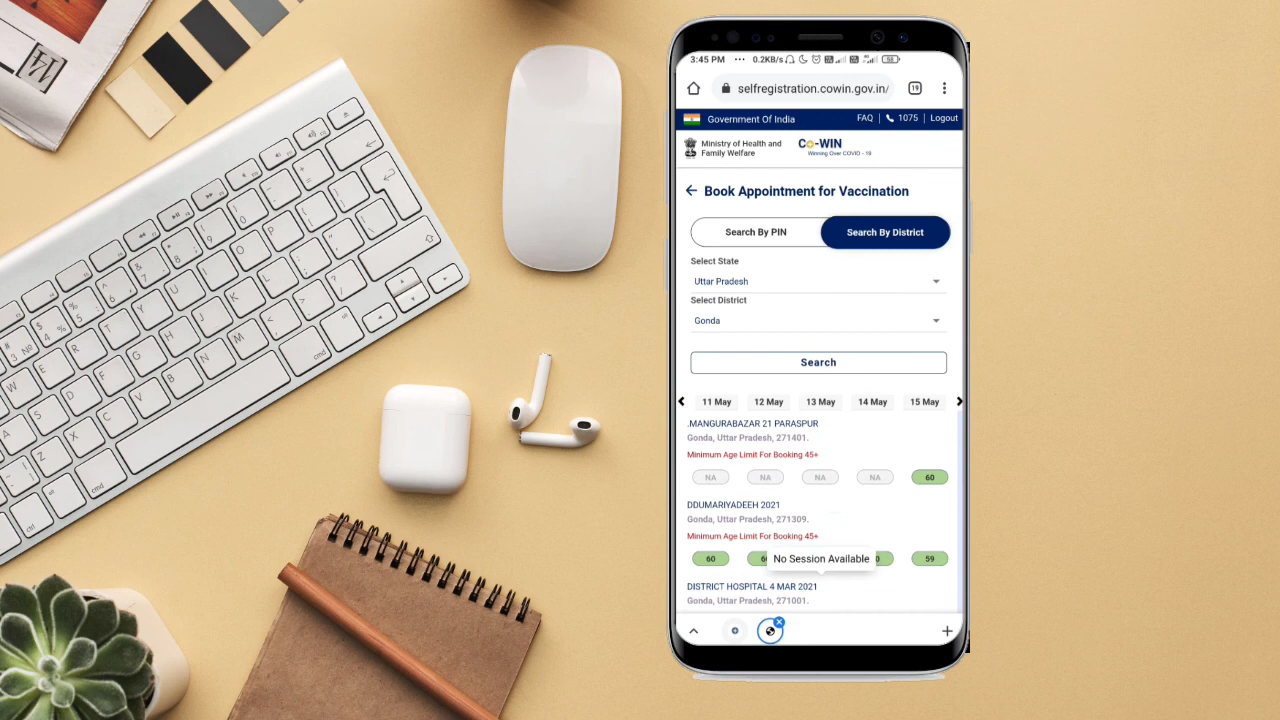 3:45 PM ... 0.2KB/s 58
selfregistration.cowin.gov.in/ 19
Government Of India FAQ | 1075 | Logout
Ministry of Health and
Family Welfare
Co-WIN
Winning Over COVID - 19
Book Appointment for Vaccination
Search By PIN Search By District
Select State
Uttar Pradesh
Select District
Gonda
Search
11 May 12 May 13 May 14 May 15 May
.MANGURABAZAR 21 PARASPUR
Gonda, Uttar Pradesh, 271401.
Minimum Age Limit For Booking 45+
NA NA NA NA 60
DDUMARIYADEEH 2021
Gonda, Uttar Pradesh, 271309.
Minimum Age Limit For Booking 45+
60 59
No Session Available
DISTRICT HOSPITAL 4 MAR 2021
Gonda, Uttar Pradesh, 271001.